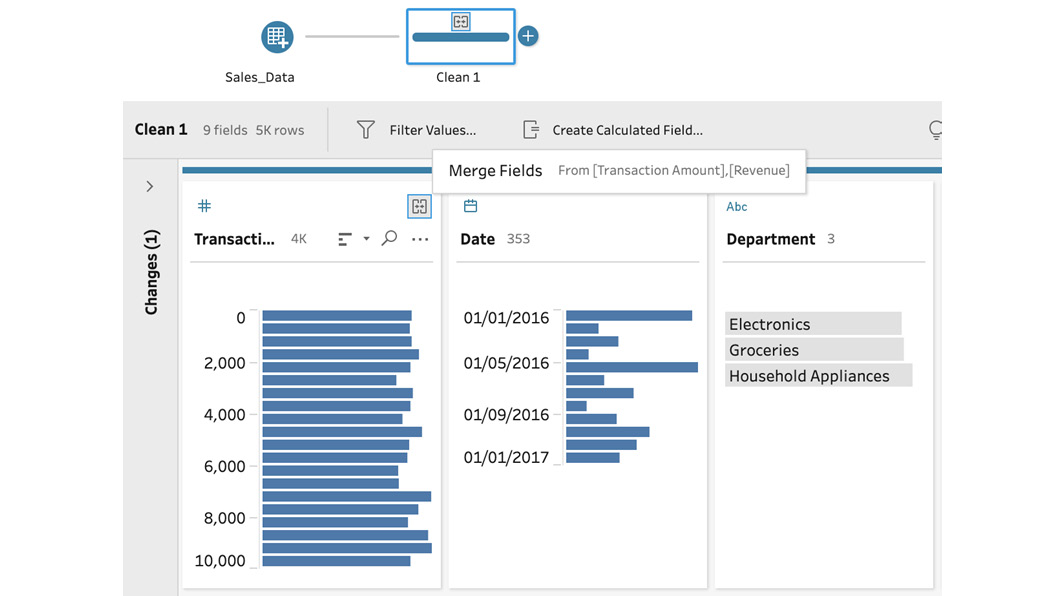 Sales_Data
Clean 1
Clean 1 9 fields 5K rows
Filter Values...
Create Calculated Field...
Merge Fields From [Transaction Amount],[Revenue]
Changes (1)
#
Transacti... 4K
0
2,000
4,000
6,000
8,000
10,000
Date 353
01/01/2016
01/05/2016
01/09/2016
01/01/2017
Abc
Department 3
Electronics
Groceries
Household Appliances